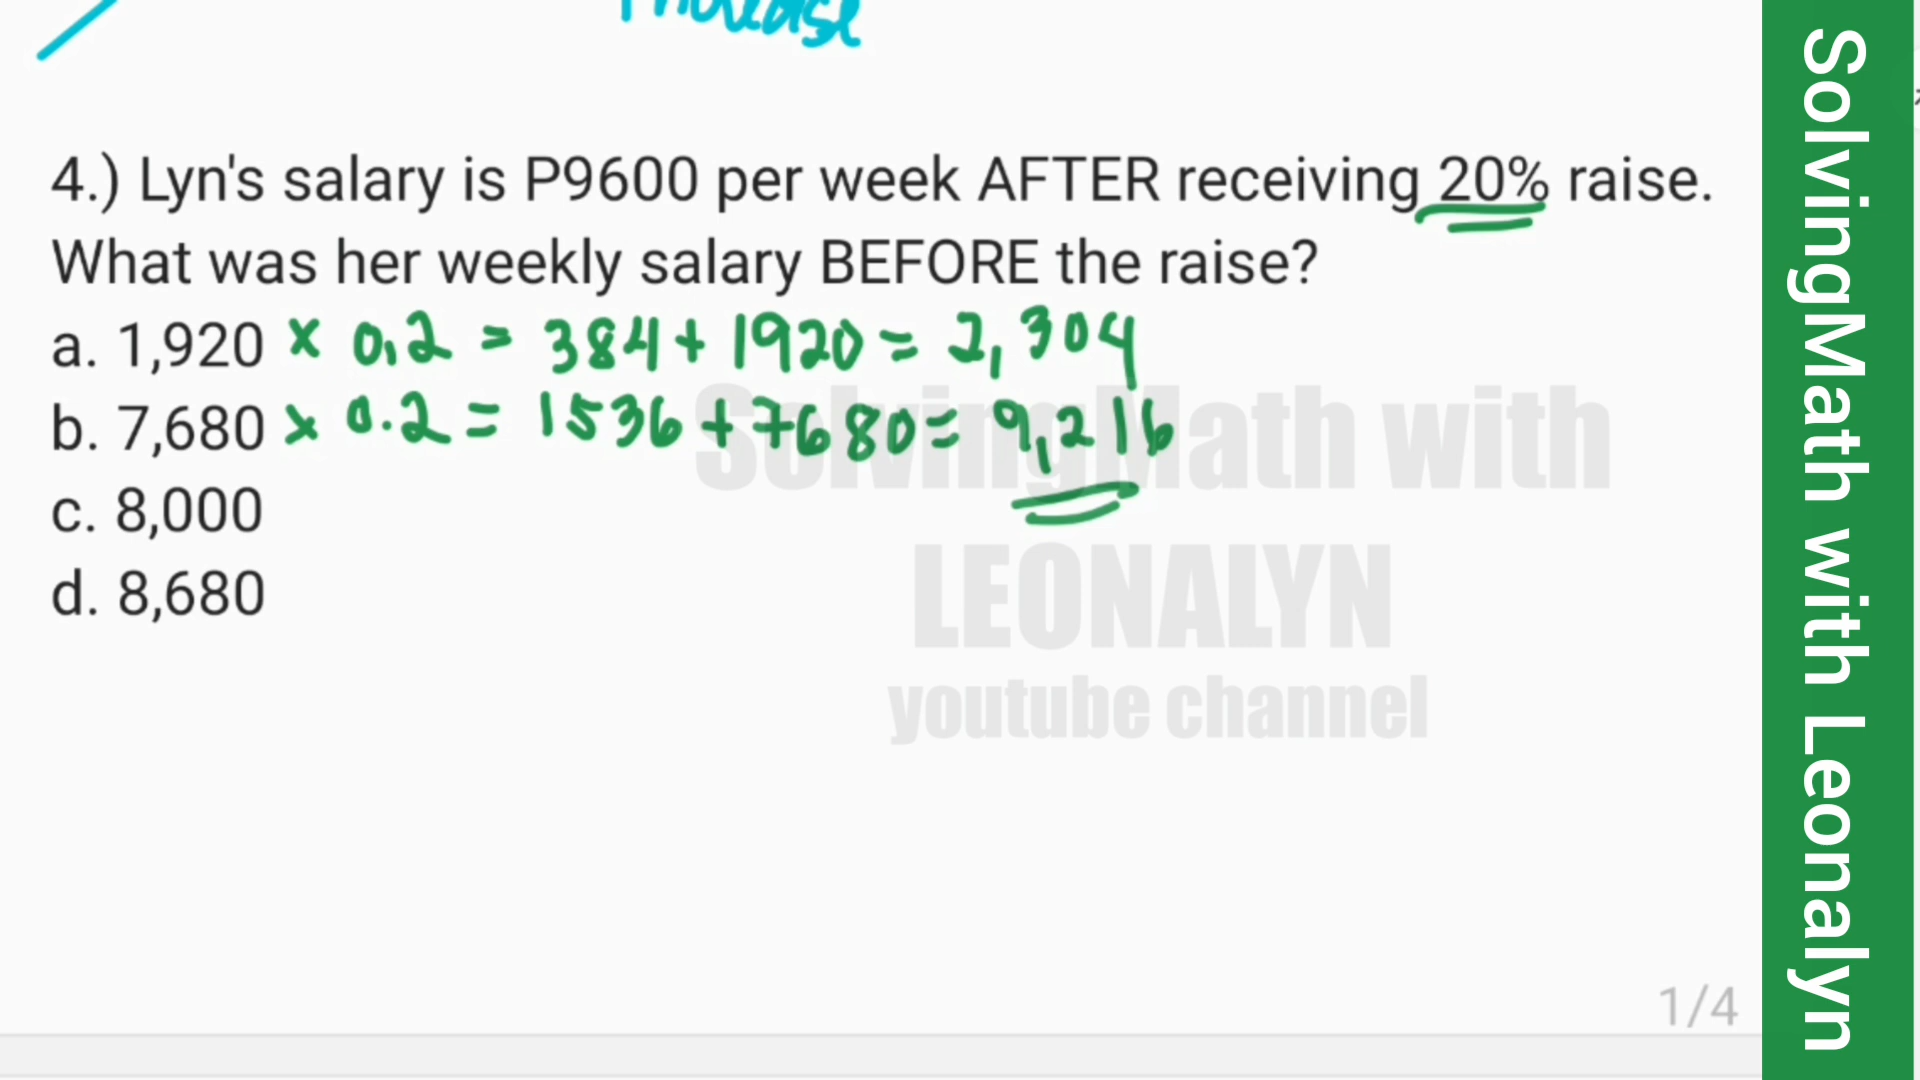 increase
4.) Lyn's salary is P9600 per week AFTER receiving 20% raise.
What was her weekly salary BEFORE the raise?
a. 1,920 x 0.2 = 384 + 1920 = 2,304
b. 7,680 x 0.2 = 1536 + 7680 = 9,216
c. 8,000
d. 8,680
SolvingMath with
LEONALYN
youtube channel
1/4
SolvingMath with Leonalyn